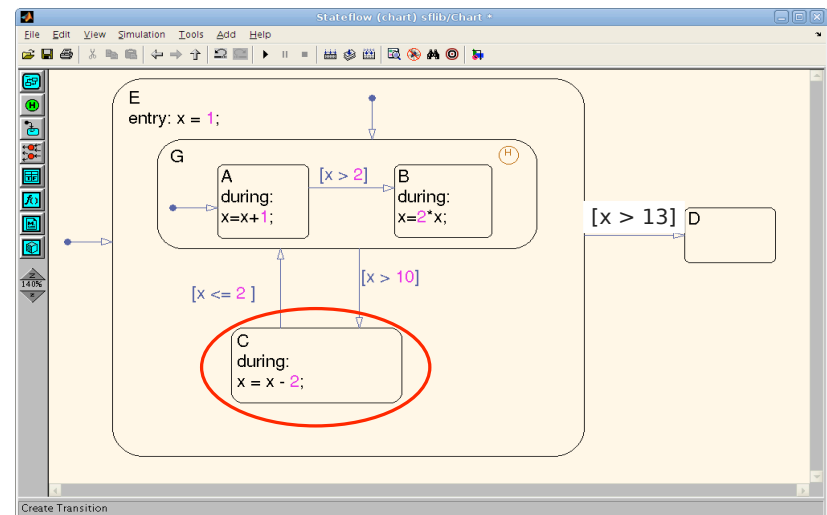 Stateflow (chart) sflib/Chart *
File Edit View Simulation Tools Add Help
E
entry: x = 1;
G
H
A
during:
x=x+1;
[x > 2]
B
during:
x=2*x;
[x > 13]
D
[x <= 2 ]
[x > 10]
C
during:
x = x - 2;
H
f()
Z
140%
Z
Create Transition